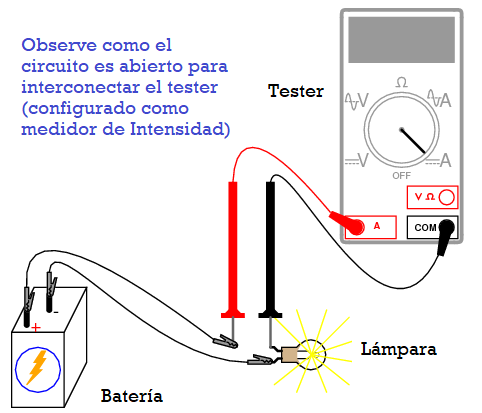 Observe como el
circuito es abierto para
interconectar el tester
(configurado como
medidor de Intensidad)
Tester
Ω
V
A
V
A
OFF
V Ω
A
COM
+
-
Lámpara
Batería